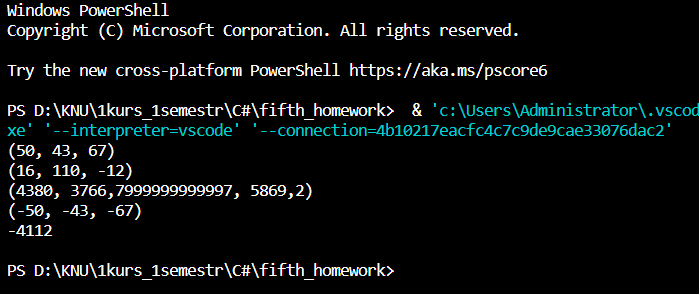 Windows PowerShell
Copyright (C) Microsoft Corporation. All rights reserved.
Try the new cross-platform PowerShell https://aka.ms/pscore6
PS D:\KNU\1kurs_1semestr\C#\fifth_homework>  & 'c:\Users\Administrator\.vscod
xe' '--interpreter=vscode' '--connection=4b10217eacfc4c7c9de9cae33076dac2'
(50, 43, 67)
(16, 110, -12)
(4380, 3766,7999999999997, 5869,2)
(-50, -43, -67)
-4112
PS D:\KNU\1kurs_1semestr\C#\fifth_homework>